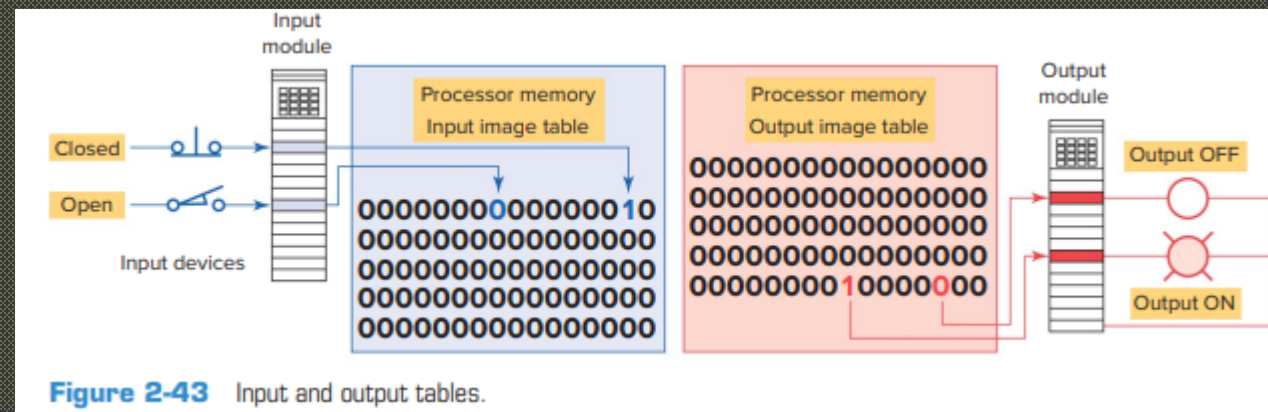 Input
module
Closed
Open
Input devices
Processor memory
Input image table
0000000000000010
0000000000000000
0000000000000000
0000000000000000
0000000000000000
Processor memory
Output image table
0000000000000000
0000000000000000
0000000000000000
0000000000000000
0000000010000000
Output
module
Output OFF
Output ON
Figure 2-43 Input and output tables.